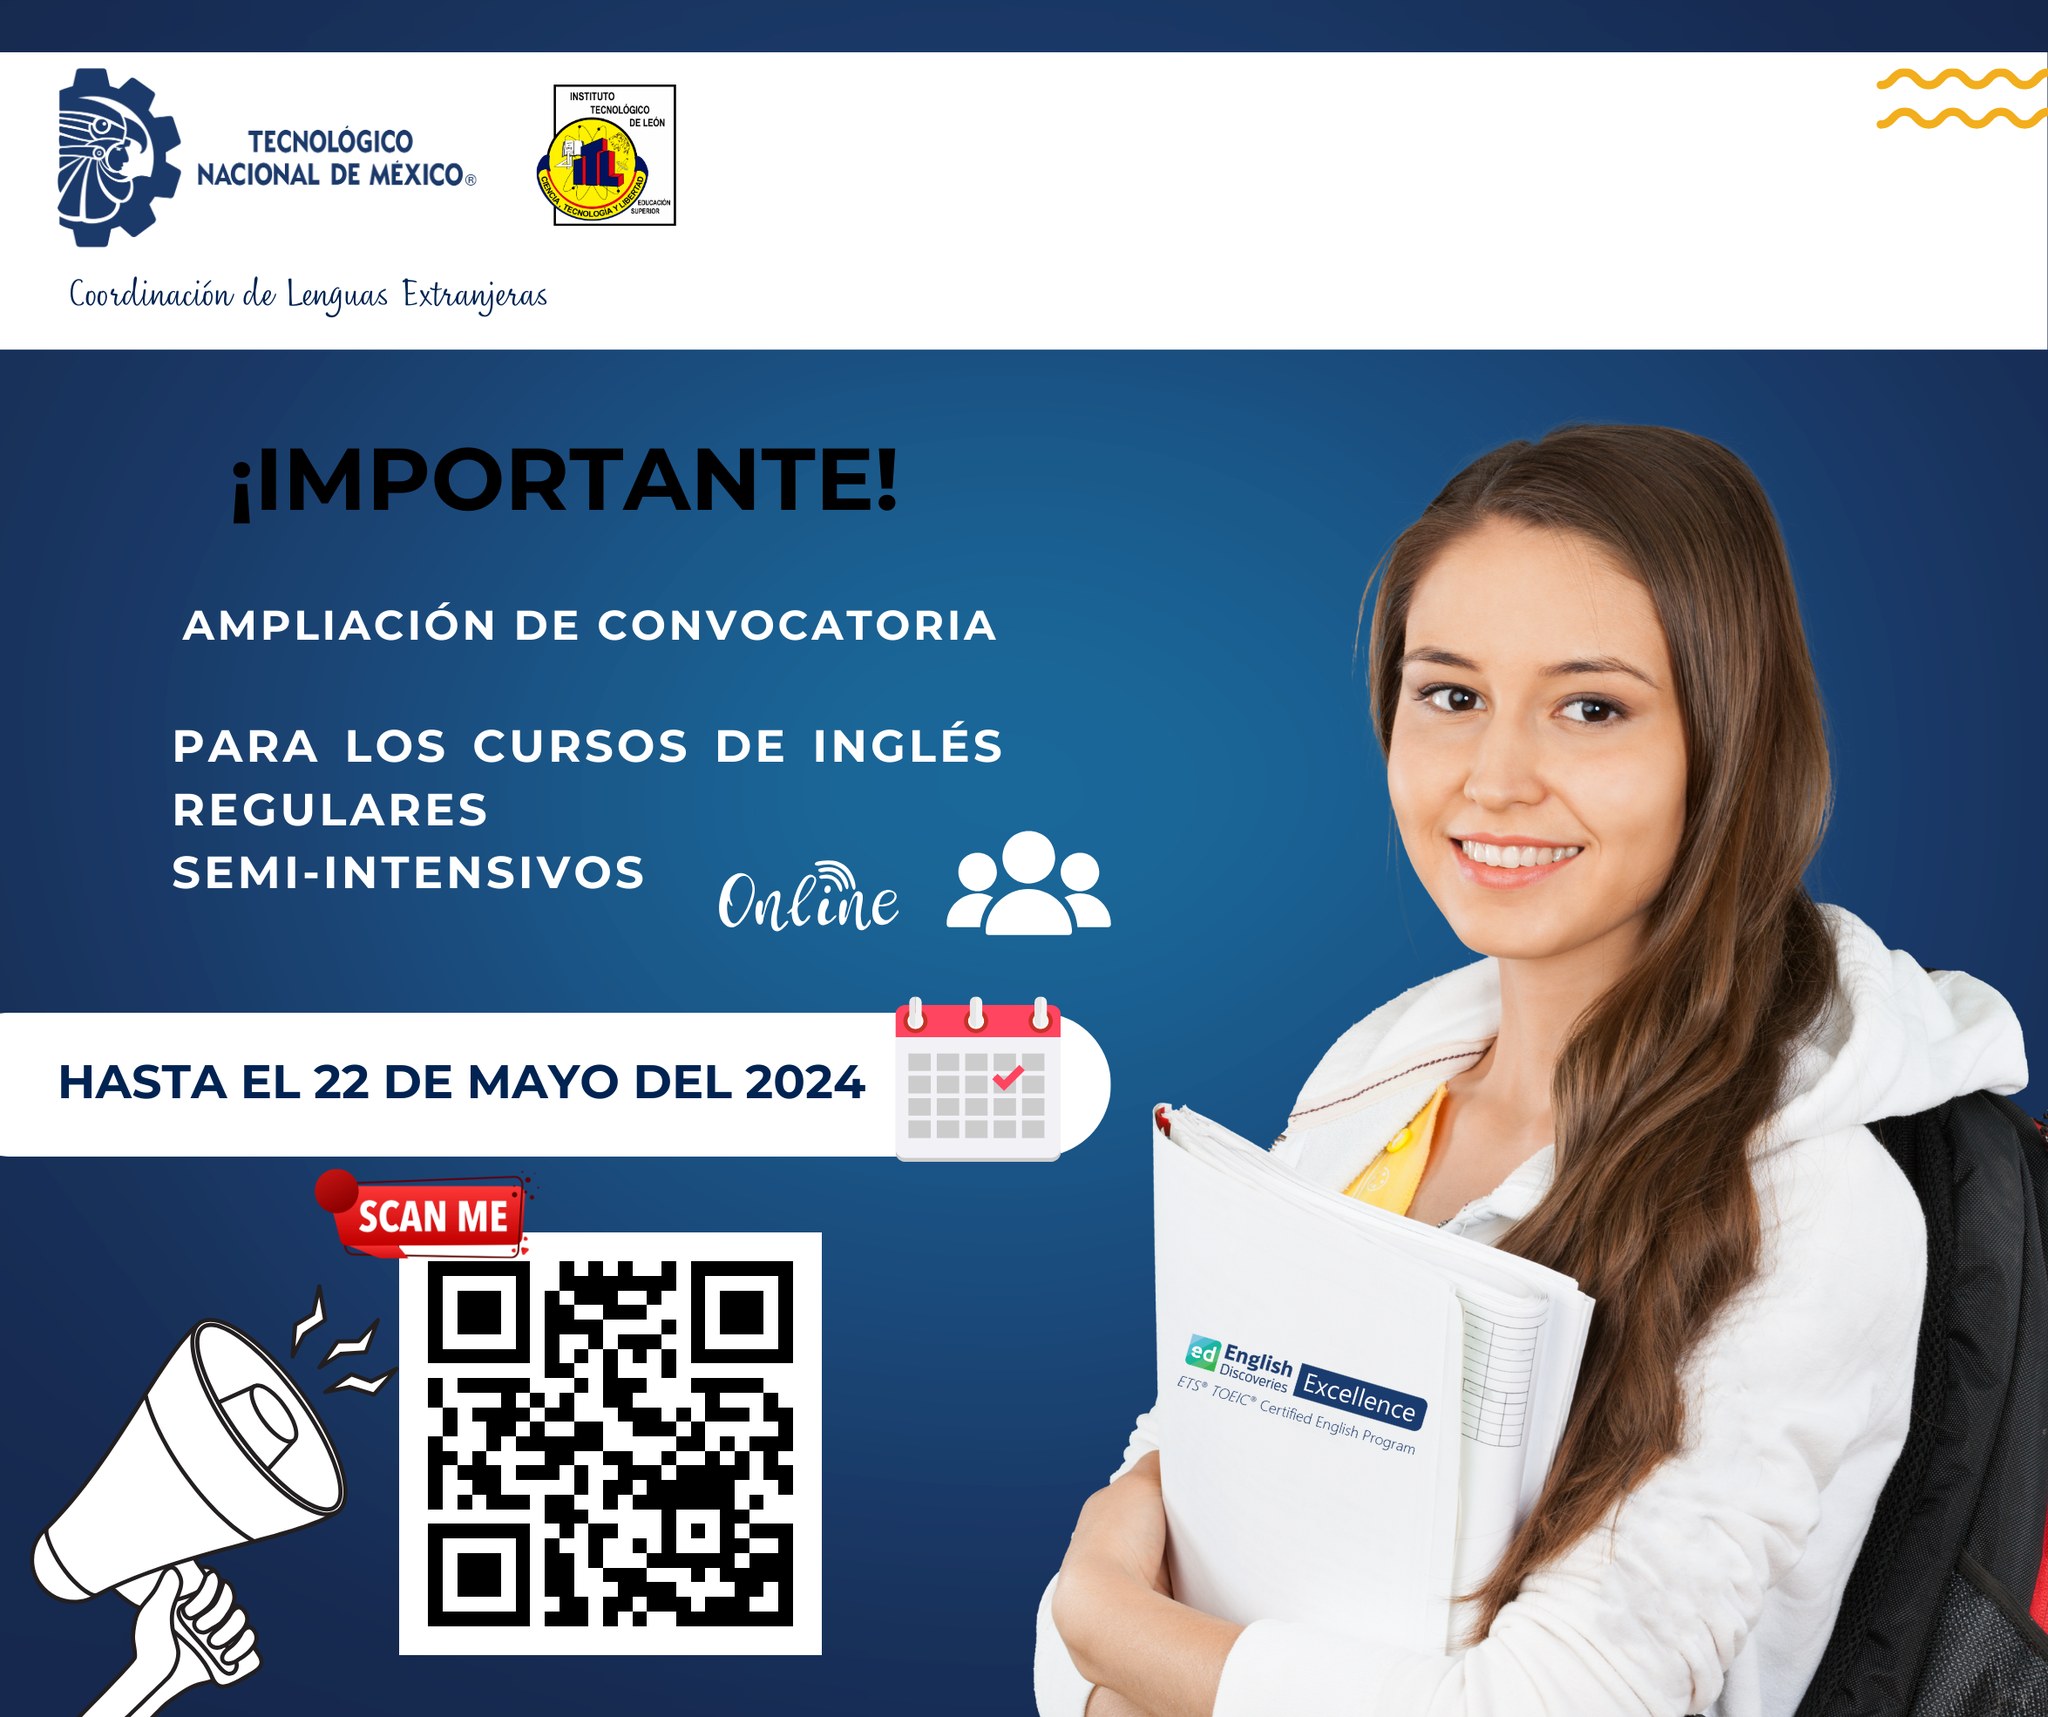 TECNOLÓGICO
NACIONAL DE MÉXICO®
INSTITUTO
TECNOLÓGICO
DE LEÓN
CIENCIA, TECNOLOGÍA Y LIBERTAD
EDUCACIÓN
SUPERIOR
Coordinación de Lenguas Extranjeras
¡IMPORTANTE!
AMPLIACIÓN DE CONVOCATORIA
PARA LOS CURSOS DE INGLÉS
REGULARES
SEMI-INTENSIVOS
Online
HASTA EL 22 DE MAYO DEL 2024
SCAN ME
ed English
Discoveries
Excellence
ETS® TOEIC® Certified English Program